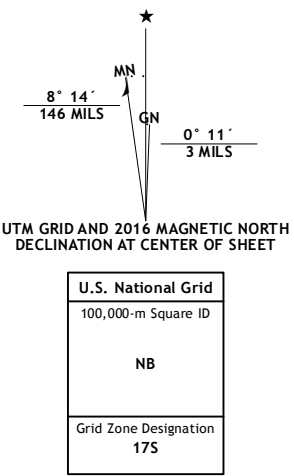 ★
MN
GN
8° 14´
146 MILS
0° 11´
3 MILS
UTM GRID AND 2016 MAGNETIC NORTH
DECLINATION AT CENTER OF SHEET
U.S. National Grid
100,000-m Square ID
NB
Grid Zone Designation
17S